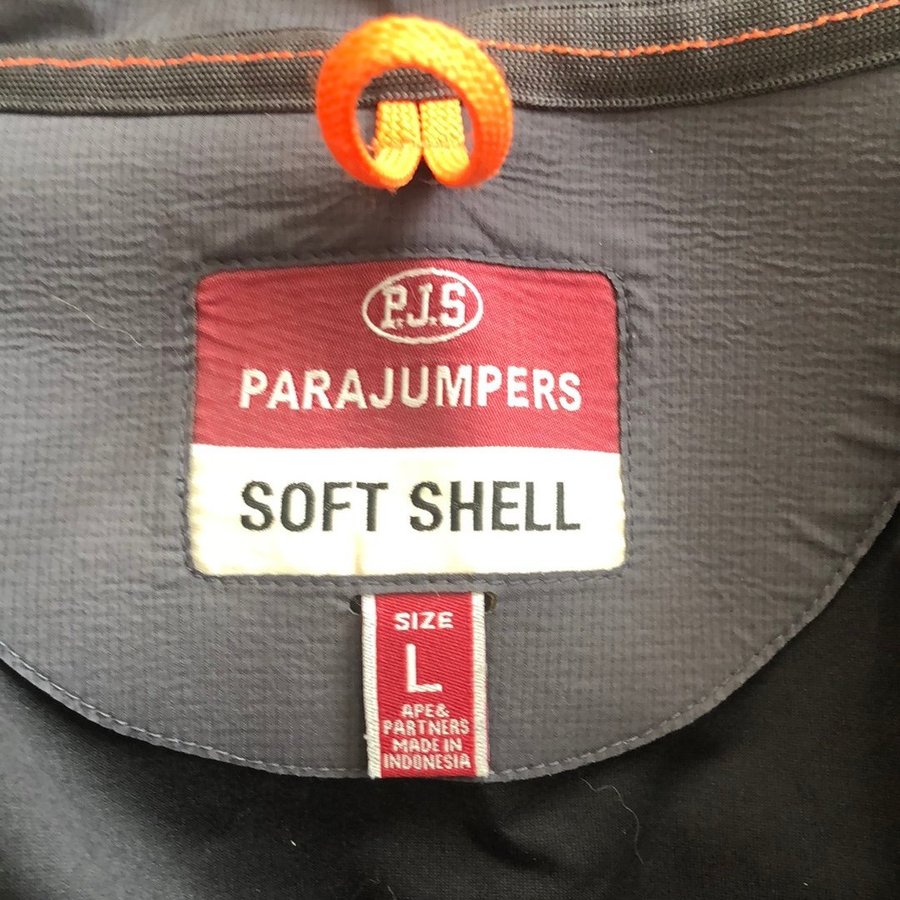 P.J.S
PARAJUMPERS
SOFT SHELL
SIZE
L
APE&
PARTNERS
MADE IN
INDONESIA